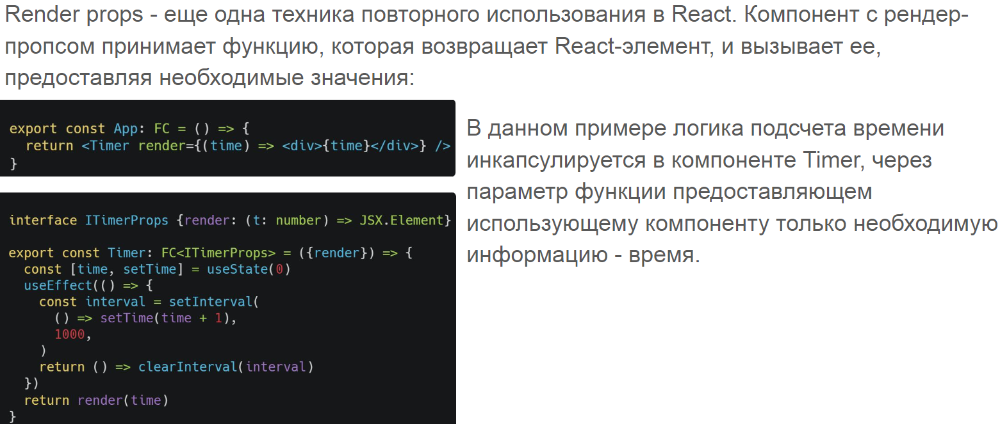 Render props - еще одна техника повторного использования в React. Компонент с рендер-
пропсом принимает функцию, которая возвращает React-элемент, и вызывает ее,
предоставляя необходимые значения:
export const App: FC = () => {
  return <Timer render={(time) => <div>{time}</div>} />
}
interface ITimerProps {render: (t: number) => JSX.Element}
export const Timer: FC<ITimerProps> = ({render}) => {
  const [time, setTime] = useState(0)
  useEffect(() => {
    const interval = setInterval(
      () => setTime(time + 1),
      1000,
    )
    return () => clearInterval(interval)
  })
  return render(time)
}
В данном примере логика подсчета времени
инкапсулируется в компоненте Timer, через
параметр функции предоставляющем
использующему компоненту только необходимую
информацию - время.